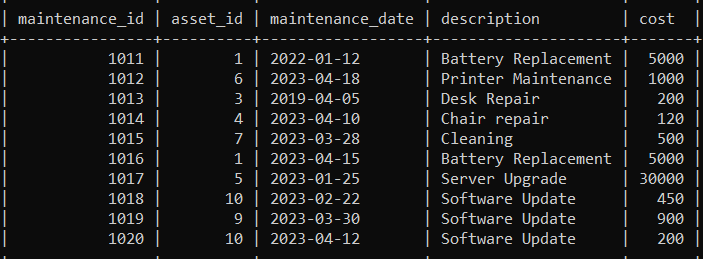 | maintenance_id | asset_id | maintenance_date | description | cost |
+----------------+----------+------------------+---------------------+-------+
| 1011 | 1 | 2022-01-12 | Battery Replacement | 5000 |
| 1012 | 6 | 2023-04-18 | Printer Maintenance | 1000 |
| 1013 | 3 | 2019-04-05 | Desk Repair | 200 |
| 1014 | 4 | 2023-04-10 | Chair repair | 120 |
| 1015 | 7 | 2023-03-28 | Cleaning | 500 |
| 1016 | 1 | 2023-04-15 | Battery Replacement | 5000 |
| 1017 | 5 | 2023-01-25 | Server Upgrade | 30000 |
| 1018 | 10 | 2023-02-22 | Software Update | 450 |
| 1019 | 9 | 2023-03-30 | Software Update | 900 |
| 1020 | 10 | 2023-04-12 | Software Update | 200 |